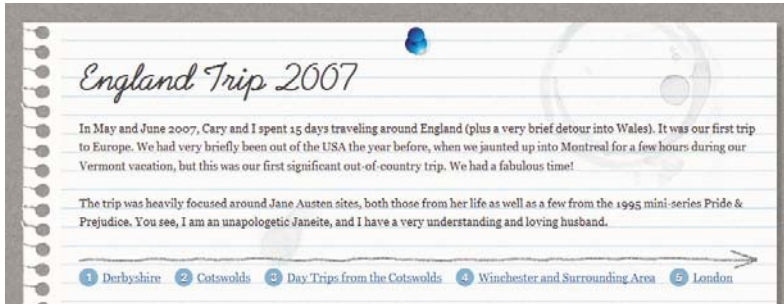 England Trip 2007
In May and June 2007, Cary and I spent 15 days traveling around England (plus a very brief detour into Wales). It was our first trip
to Europe. We had very briefly been out of the USA the year before, when we jaunted up into Montreal for a few hours during our
Vermont vacation, but this was our first significant out-of-country trip. We had a fabulous time!
The trip was heavily focused around Jane Austen sites, both those from her life as well as a few from the 1995 mini-series Pride &
Prejudice. You see, I am an unapologetic Janeite, and I have a very understanding and loving husband.
1 Derbyshire 2 Cotswolds 3 Day Trips from the Cotswolds 4 Winchester and Surrounding Area 5 London